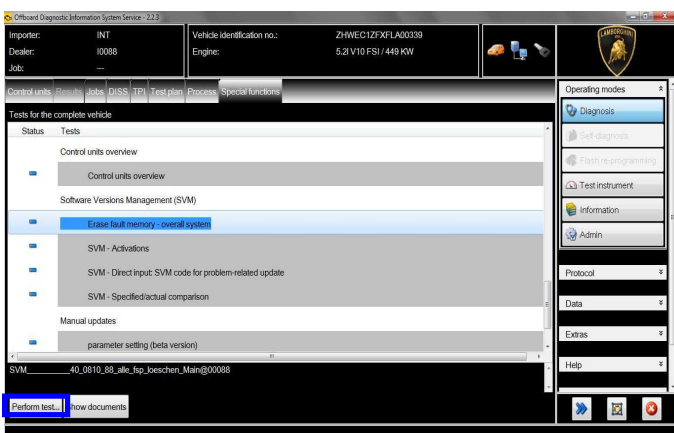 Offboard Diagnostic Information System Service - 2.2.3
Importer: INT Vehicle identification no.: ZHWEC1ZFXFLA00339
Dealer: I0088 Engine: 5.2l V10 FSI / 449 KW
Job: ---
LAMBORGHINI
Control units Results Jobs DISS TPI Test plan Process Special functions
Tests for the complete vehicle
Status Tests
Control units overview
Control units overview
Software Versions Management (SVM)
Erase fault memory - overall system
SVM - Activations
SVM - Direct input: SVM code for problem-related update
SVM - Specified/actual comparison
Manual updates
parameter setting (beta version)
SVM_______40_0810_88_alle_fsp_loeschen_Main@00088
Perform test... Show documents
Operating modes
Diagnosis
Self-diagnosis
Flash re-programming
Test instrument
Information
Admin
Protocol
Data
Extras
Help